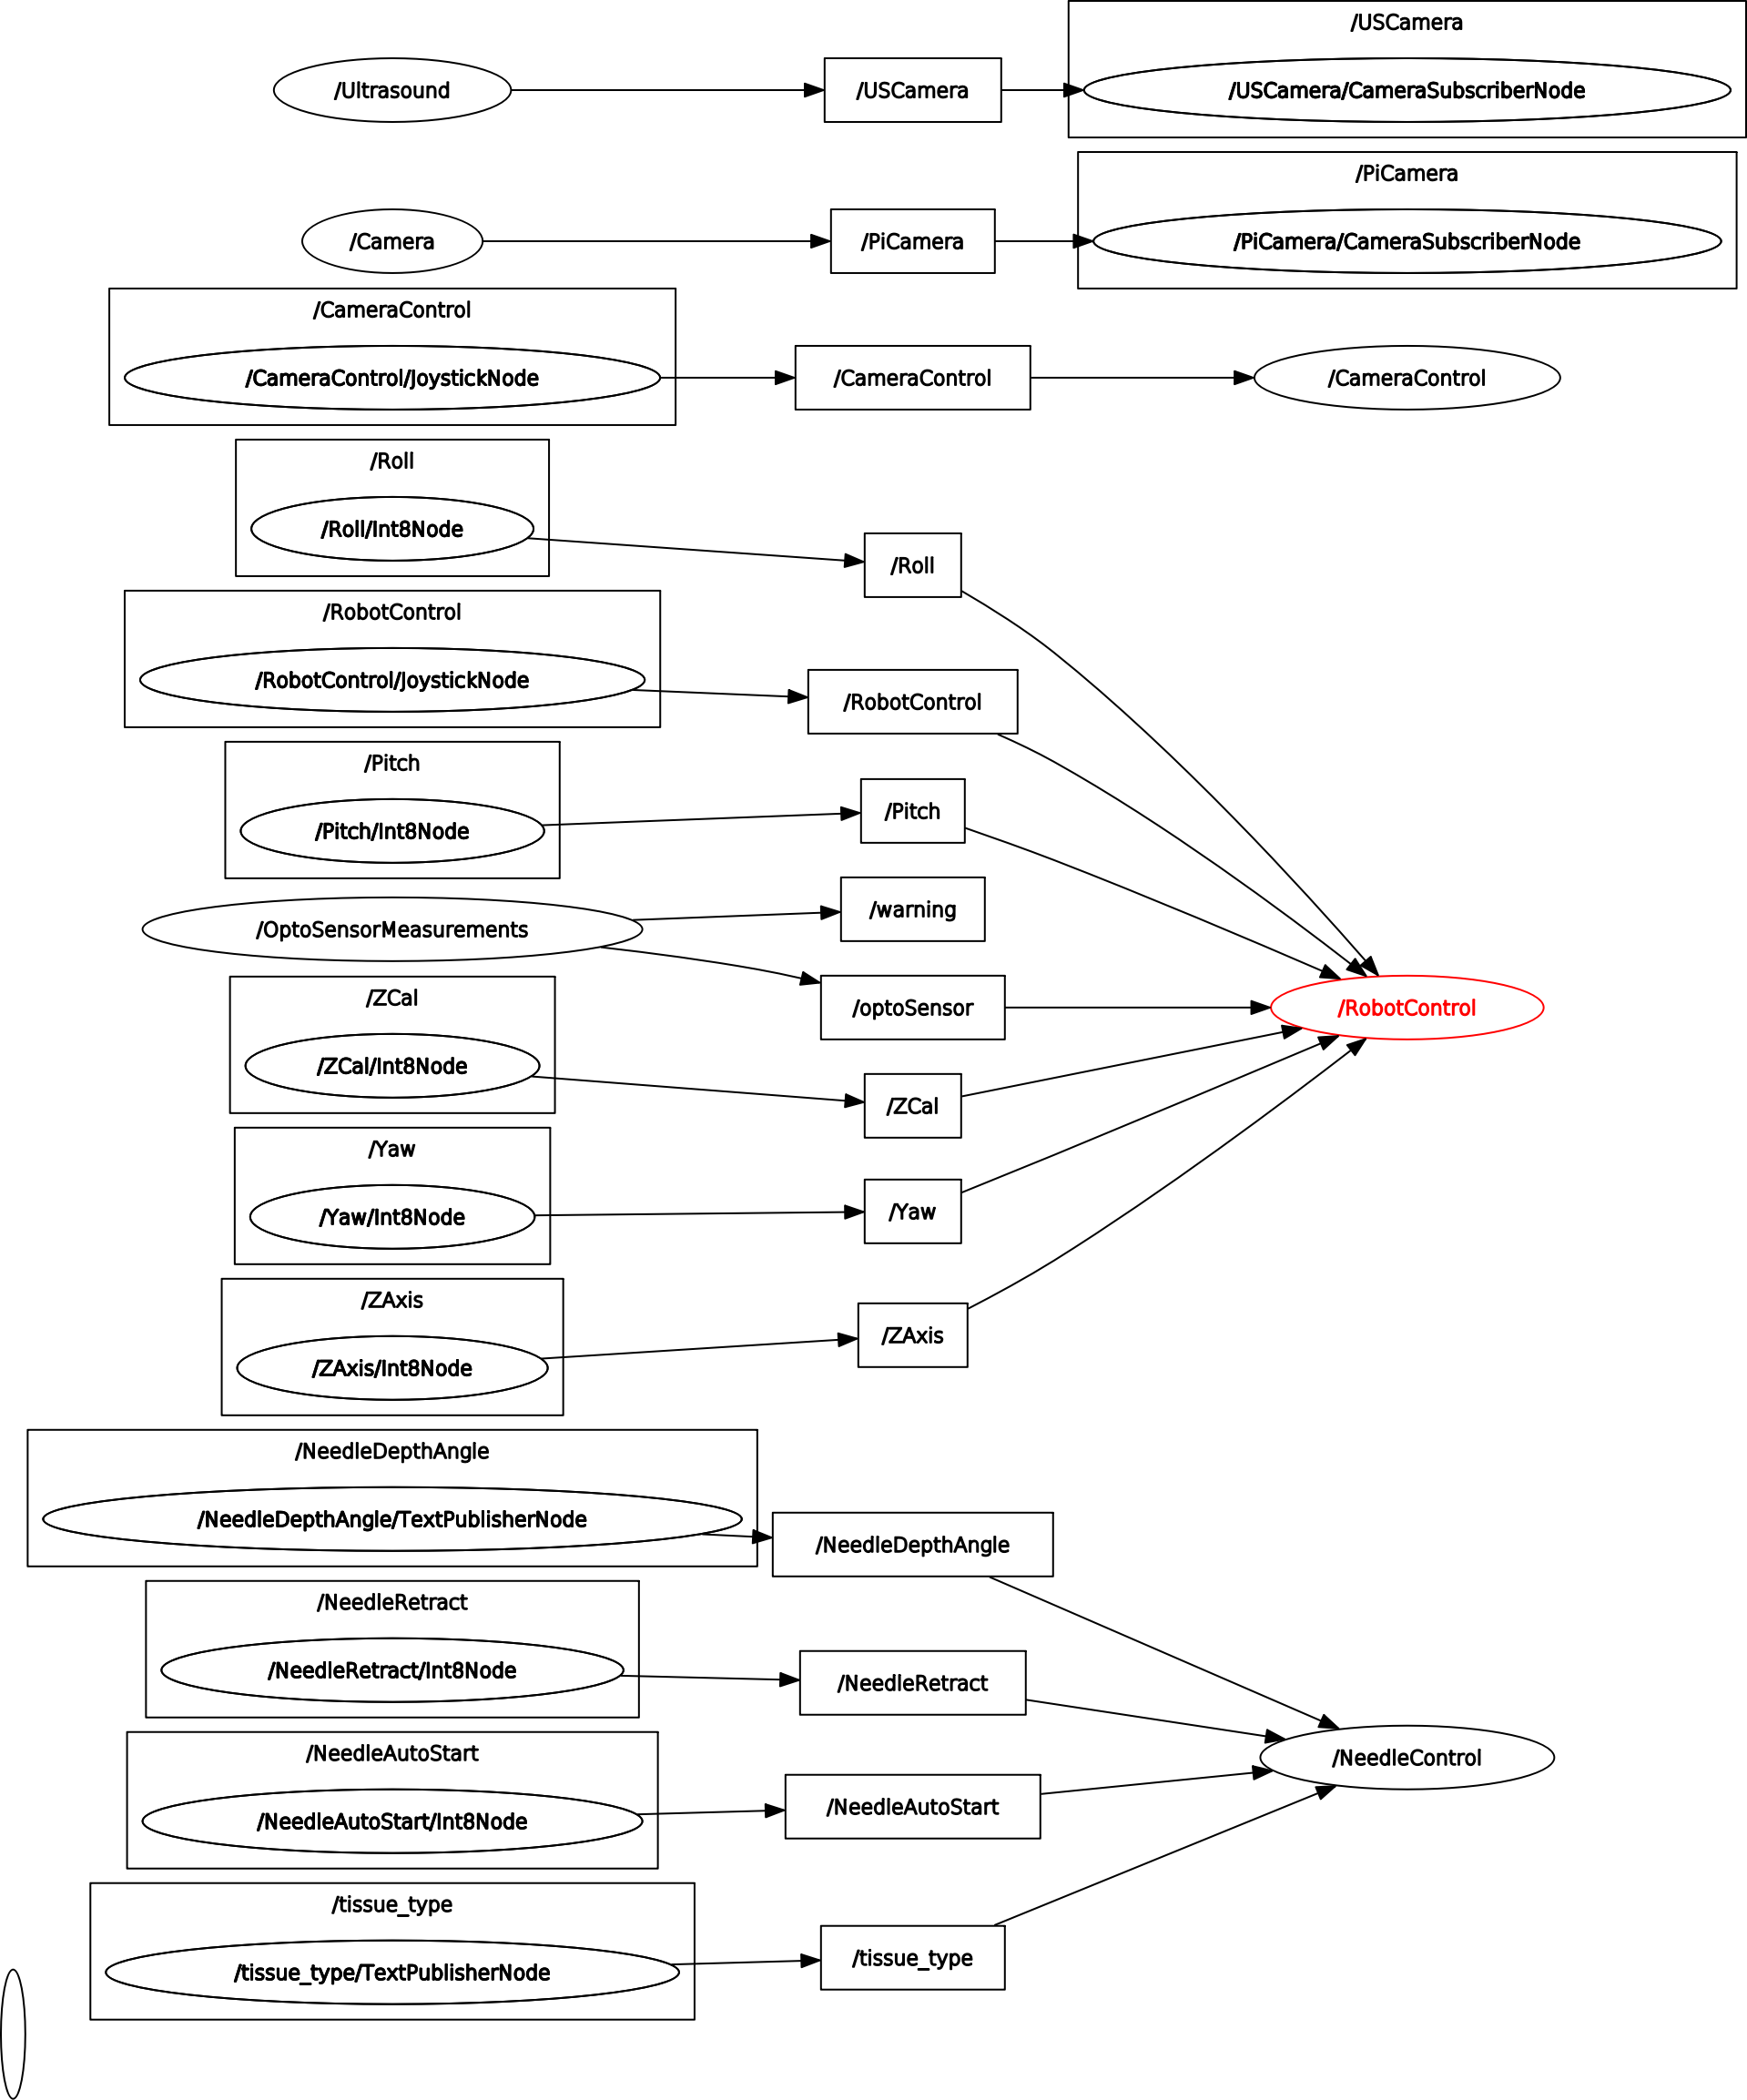 /USCamera
/Ultrasound
/USCamera
/USCamera/CameraSubscriberNode
/PiCamera
/Camera
/PiCamera
/PiCamera/CameraSubscriberNode
/CameraControl
/CameraControl/JoystickNode
/CameraControl
/CameraControl
/Roll
/Roll/Int8Node
/Roll
/RobotControl
/RobotControl/JoystickNode
/RobotControl
/Pitch
/Pitch/Int8Node
/Pitch
/OptoSensorMeasurements
/warning
/optoSensor
/RobotControl
/ZCal
/ZCal/Int8Node
/ZCal
/Yaw
/Yaw/Int8Node
/Yaw
/ZAxis
/ZAxis/Int8Node
/ZAxis
/NeedleDepthAngle
/NeedleDepthAngle/TextPublisherNode
/NeedleDepthAngle
/NeedleRetract
/NeedleRetract/Int8Node
/NeedleRetract
/NeedleControl
/NeedleAutoStart
/NeedleAutoStart/Int8Node
/NeedleAutoStart
/tissue_type
/tissue_type/TextPublisherNode
/tissue_type